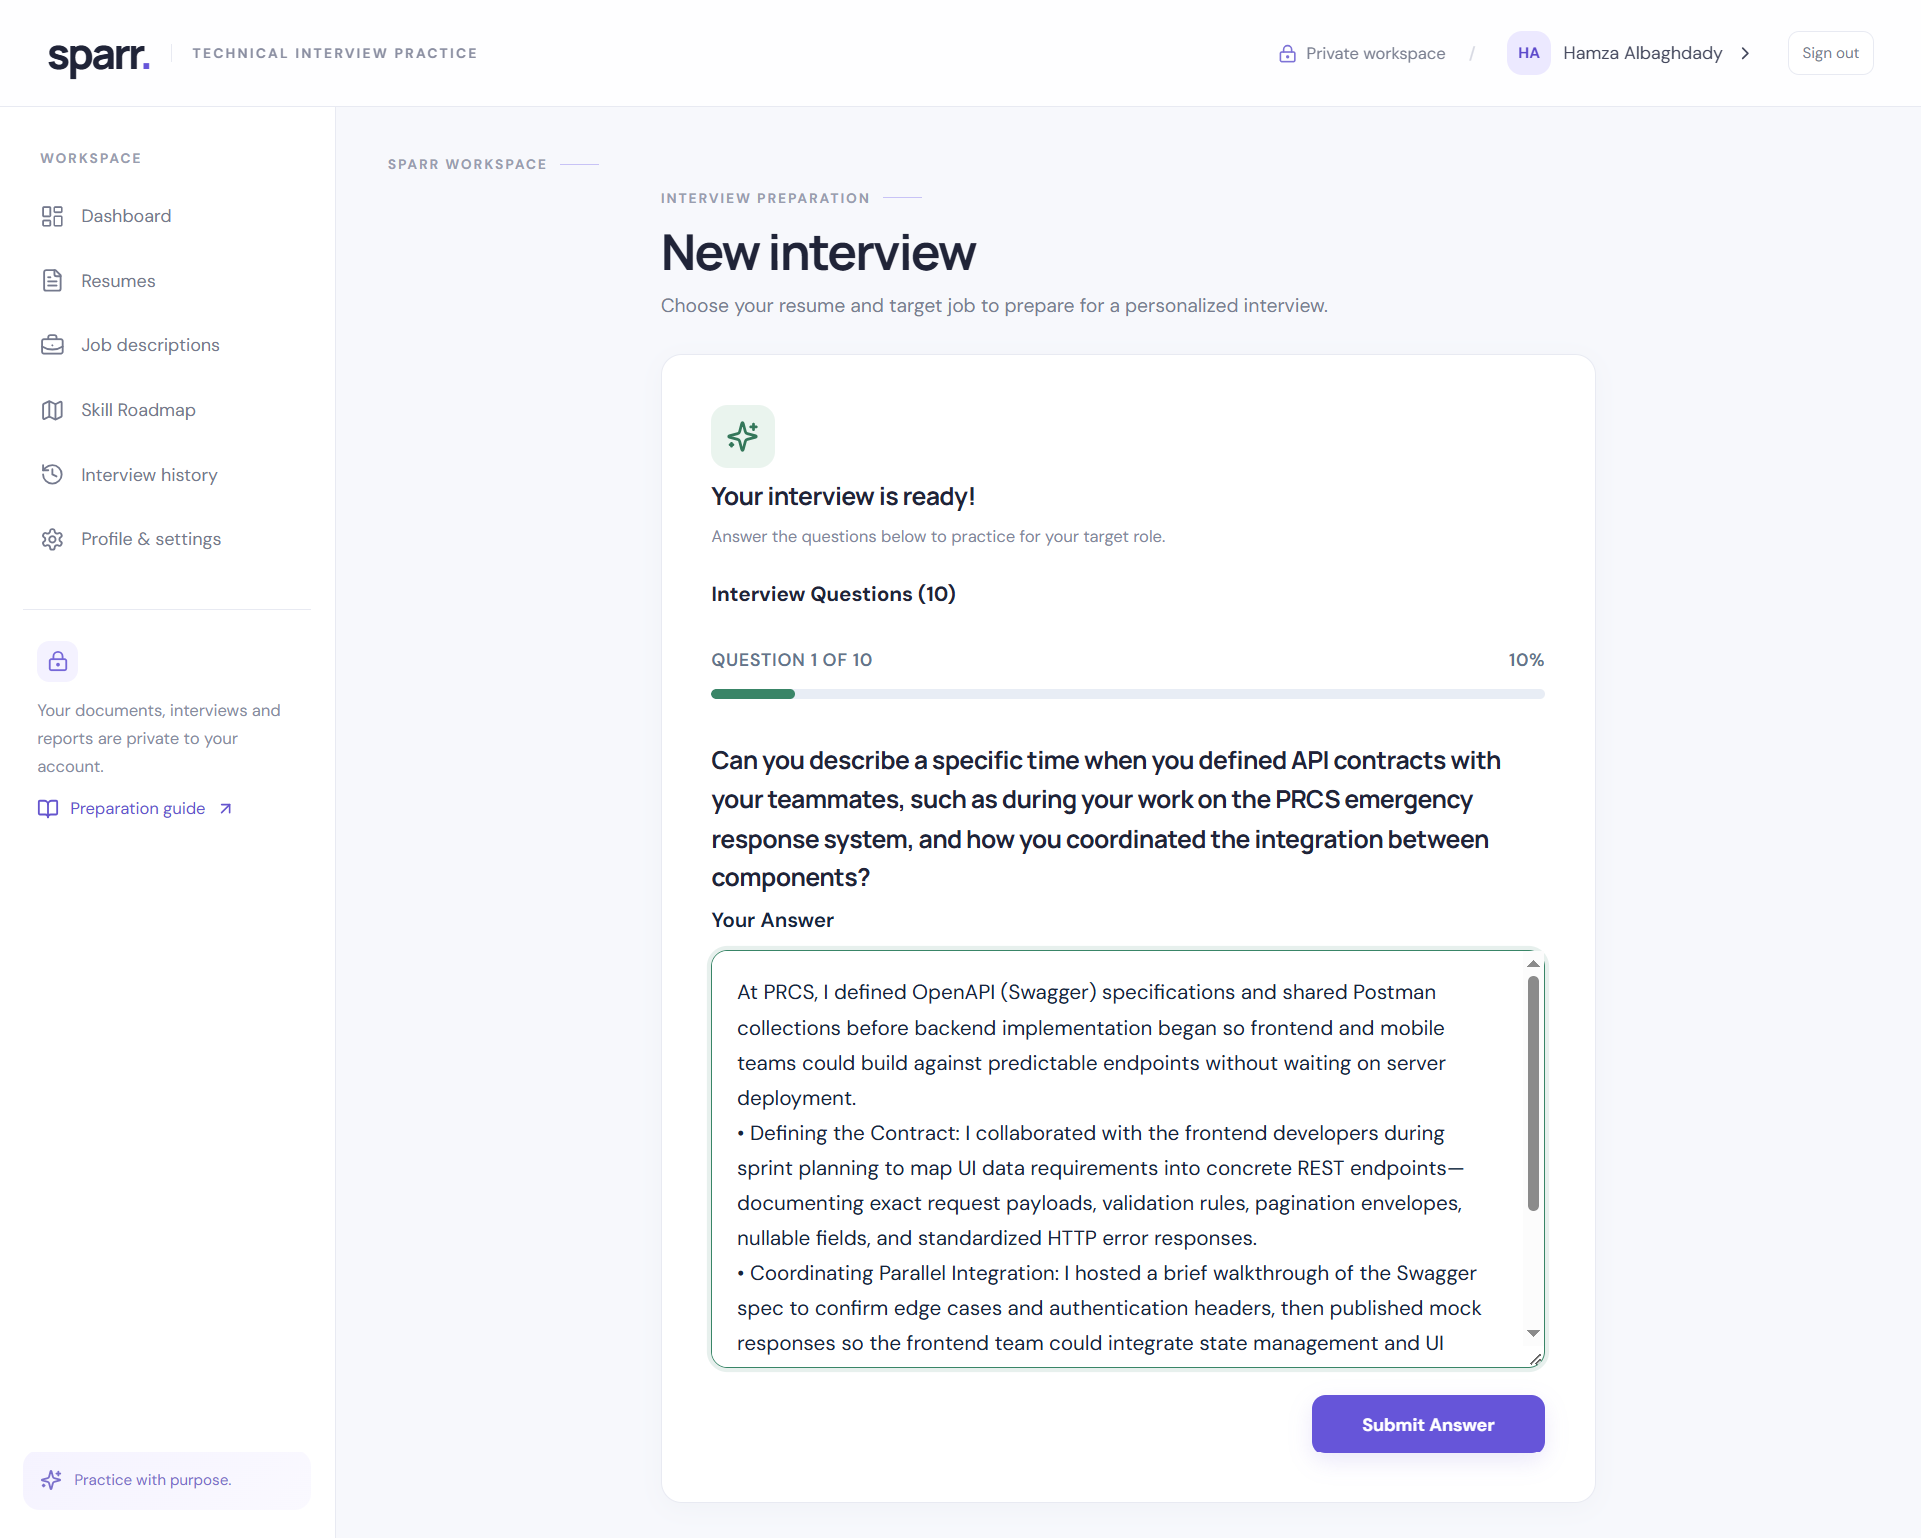 sparr.
TECHNICAL INTERVIEW PRACTICE
Private workspace
/
HA
Hamza Albaghdady
Sign out
WORKSPACE
Dashboard
Resumes
Job descriptions
Skill Roadmap
Interview history
Profile & settings
Your documents, interviews and
reports are private to your
account.
Preparation guide
Practice with purpose.
SPARR WORKSPACE
INTERVIEW PREPARATION
New interview
Choose your resume and target job to prepare for a personalized interview.
Your interview is ready!
Answer the questions below to practice for your target role.
Interview Questions (10)
QUESTION 1 OF 10
10%
Can you describe a specific time when you defined API contracts with
your teammates, such as during your work on the PRCS emergency
response system, and how you coordinated the integration between
components?
Your Answer
At PRCS, I defined OpenAPI (Swagger) specifications and shared Postman
collections before backend implementation began so frontend and mobile
teams could build against predictable endpoints without waiting on server
deployment.
• Defining the Contract: I collaborated with the frontend developers during
sprint planning to map UI data requirements into concrete REST endpoints—
documenting exact request payloads, validation rules, pagination envelopes,
nullable fields, and standardized HTTP error responses.
• Coordinating Parallel Integration: I hosted a brief walkthrough of the Swagger
spec to confirm edge cases and authentication headers, then published mock
responses so the frontend team could integrate state management and UI
Submit Answer